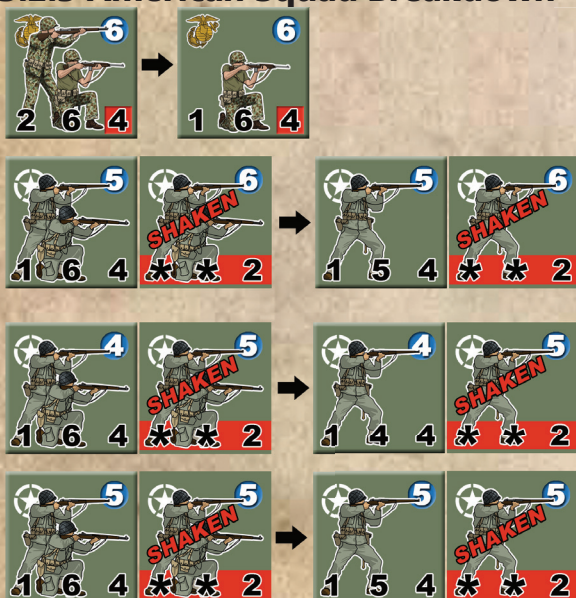 American Squad Breakdown
6 6
2 6 4 1 6 4
5 6 5 6
SHAKEN SHAKEN
1 6 4 * * 2 1 5 4 * * 2
4 5 4 5
SHAKEN SHAKEN
1 6 4 * * 2 1 4 4 * * 2
5 5 5 5
SHAKEN SHAKEN
1 6 4 * * 2 1 5 4 * * 2